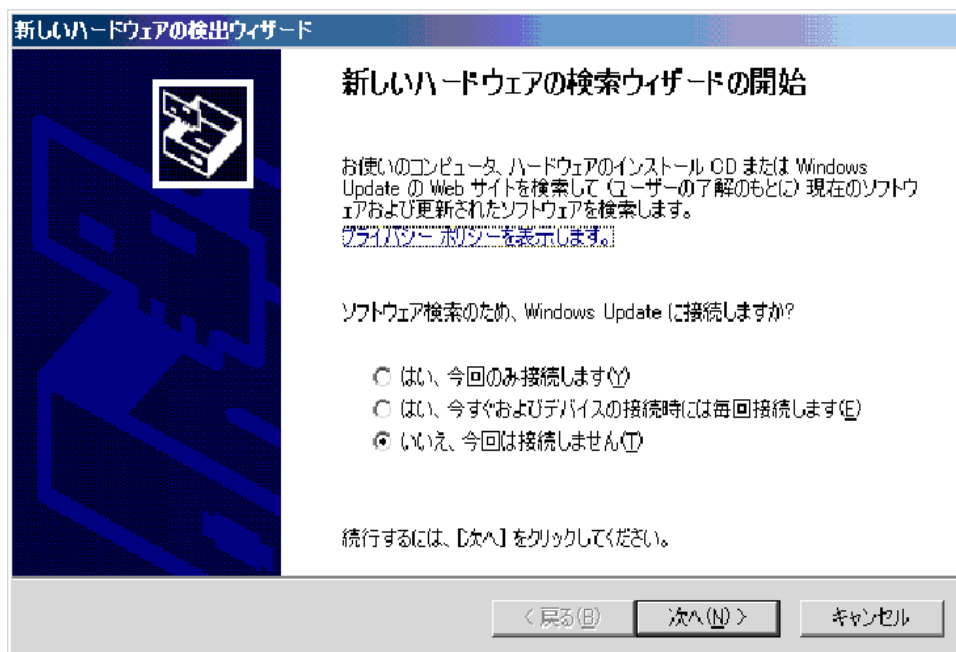 新しいハードウェアの検出ウィザード
新しいハードウェアの検索ウィザードの開始
お使いのコンピュータ、ハードウェアのインストール CD または Windows
Update の Web サイトを検索して (ユーザーの了解のもとに) 現在のソフトウ
ェアおよび更新されたソフトウェアを検索します。
プライバシー ポリシーを表示します。
ソフトウェア検索のため、Windows Update に接続しますか?
はい、今回のみ接続します(Y)
はい、今すぐおよびデバイスの接続時には毎回接続します(E)
いいえ、今回は接続しません(T)
続行するには、[次へ] をクリックしてください。
< 戻る(B)
次へ(N) >
キャンセル